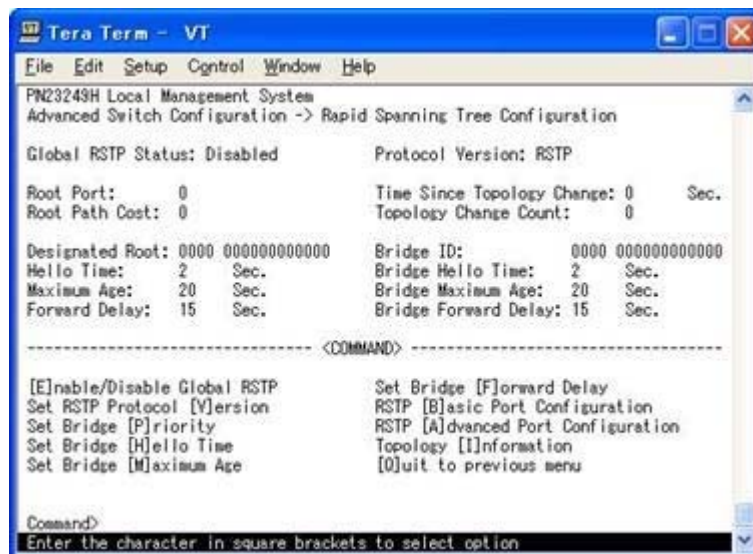 Tera Term - VT
File Edit Setup Control Window Help
PN23249H Local Management System
Advanced Switch Configuration -> Rapid Spanning Tree Configuration
Global RSTP Status: Disabled Protocol Version: RSTP
Root Port: 0 Time Since Topology Change: 0 Sec.
Root Path Cost: 0 Topology Change Count: 0
Designated Root: 0000 000000000000 Bridge ID: 0000 000000000000
Hello Time: 2 Sec. Bridge Hello Time: 2 Sec.
Maximum Age: 20 Sec. Bridge Maximum Age: 20 Sec.
Forward Delay: 15 Sec. Bridge Forward Delay: 15 Sec.
-------------------------------- <COMMAND> -----------------------------------
[E]nable/Disable Global RSTP Set Bridge [F]orward Delay
Set RSTP Protocol [V]ersion RSTP [B]asic Port Configuration
Set Bridge [P]riority RSTP [A]dvanced Port Configuration
Set Bridge [H]ello Time Topology [I]nformation
Set Bridge [M]aximum Age [Q]uit to previous menu
Command>
Enter the character in square brackets to select option